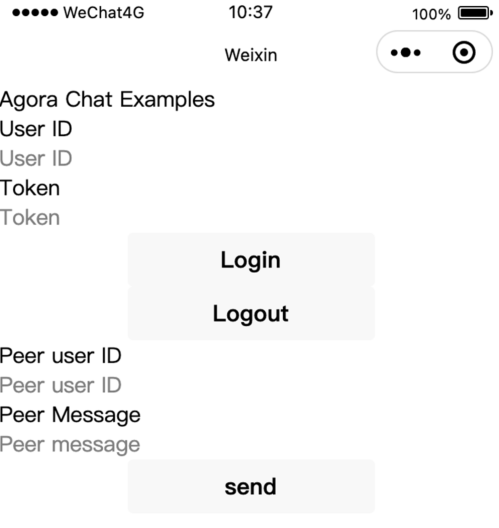 WeChat4G 10:37 100%
Weixin
Agora Chat Examples
User ID
User ID
Token
Token
Login
Logout
Peer user ID
Peer user ID
Peer Message
Peer message
send